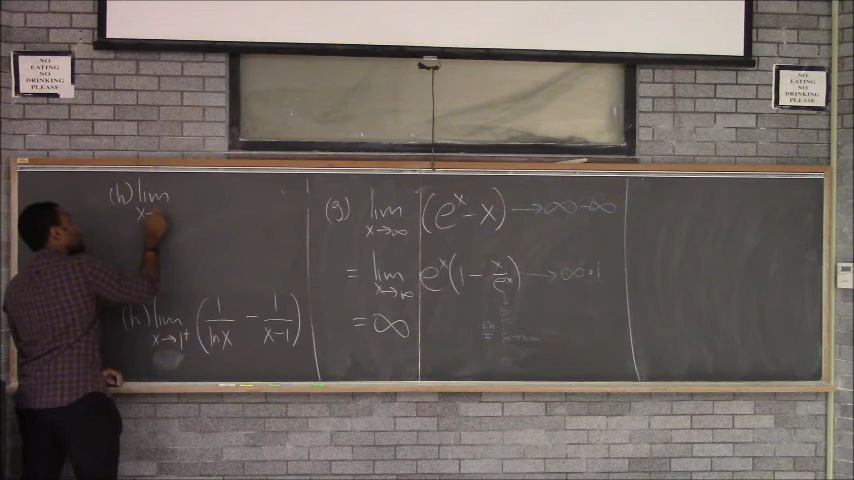 NO
EATING
NO
DRINKING
PLEASE
NO
EATING
NO
DRINKING
PLEASE
(h) lim
x→
(h) lim x→1⁺ (1/ln x − 1/(x−1))
(g) lim x→∞ (eˣ − x) → ∞ − ∞
= lim x→∞ eˣ(1 − x/eˣ) → ∞·1
= ∞